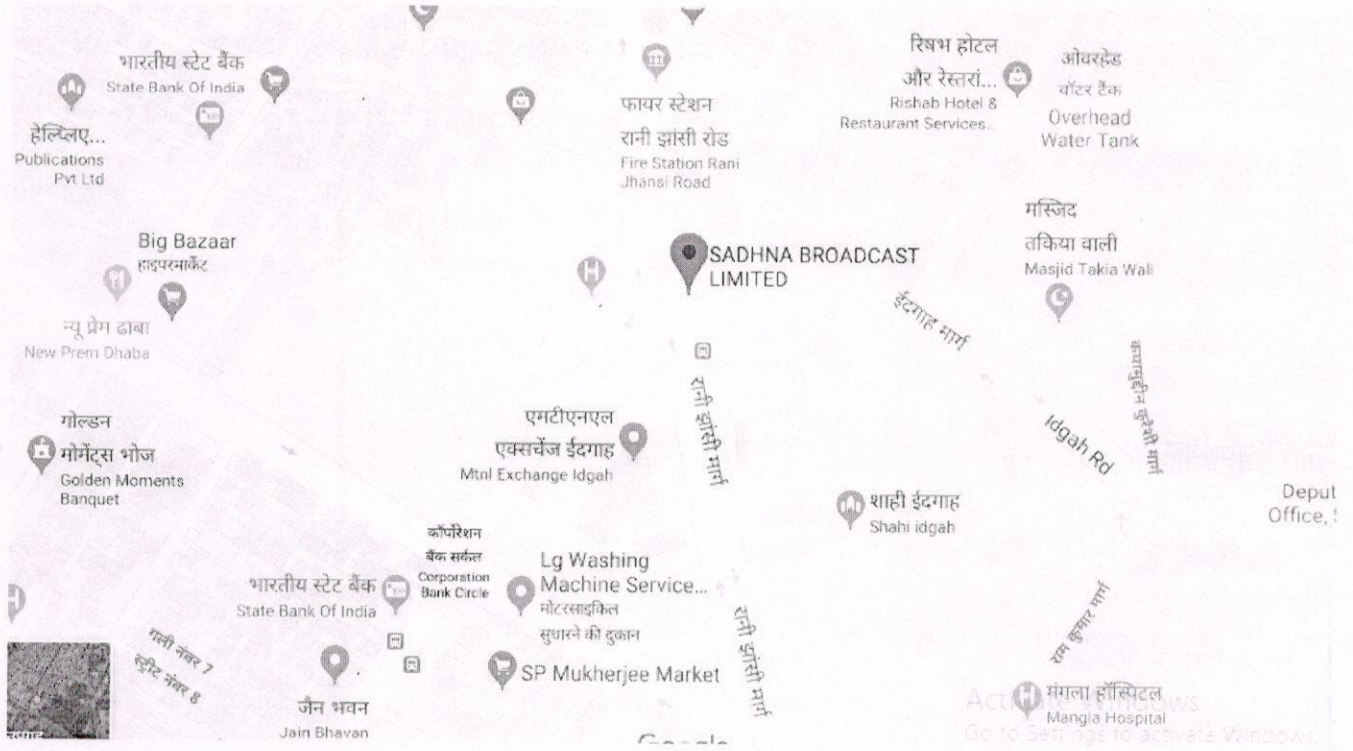 भारतीय स्टेट बैंक
State Bank Of India
हेल्प्लिए...
Publications
Pvt Ltd
फायर स्टेशन
रानी झांसी रोड
Fire Station Rani
Jhansi Road
रिषभ होटल
और रेस्तरां...
Rishab Hotel &
Restaurant Services...
ओवरहेड
वॉटर टैंक
Overhead
Water Tank
Big Bazaar
हाइपरमार्केट
न्यू प्रेम ढाबा
New Prem Dhaba
SADHNA BROADCAST
LIMITED
मस्जिद
तकिया वाली
Masjid Takia Wali
ईदगाह मार्ग
रानी झांसी मार्ग
कयामुद्दीन कुरैशी मार्ग
Idgah Rd
गोल्डन
मोमेंट्स भोज
Golden Moments
Banquet
एमटीएनएल
एक्सचेंज ईदगाह
Mtnl Exchange Idgah
शाही ईदगाह
Shahi idgah
Deput
Office,
कॉर्पोरेशन
बैंक सर्कल
Corporation
Bank Circle
भारतीय स्टेट बैंक
State Bank Of India
Lg Washing
Machine Service...
मोटरसाइकिल
सुधारने की दुकान
रानी झांसी मार्ग
राम कुमार मार्ग
गली नंबर 7
स्ट्रीट नंबर 8
SP Mukherjee Market
जैन भवन
Jain Bhavan
मंगला हॉस्पिटल
Mangla Hospital
Activate Windows
Go to Settings to activate Windows.
Google